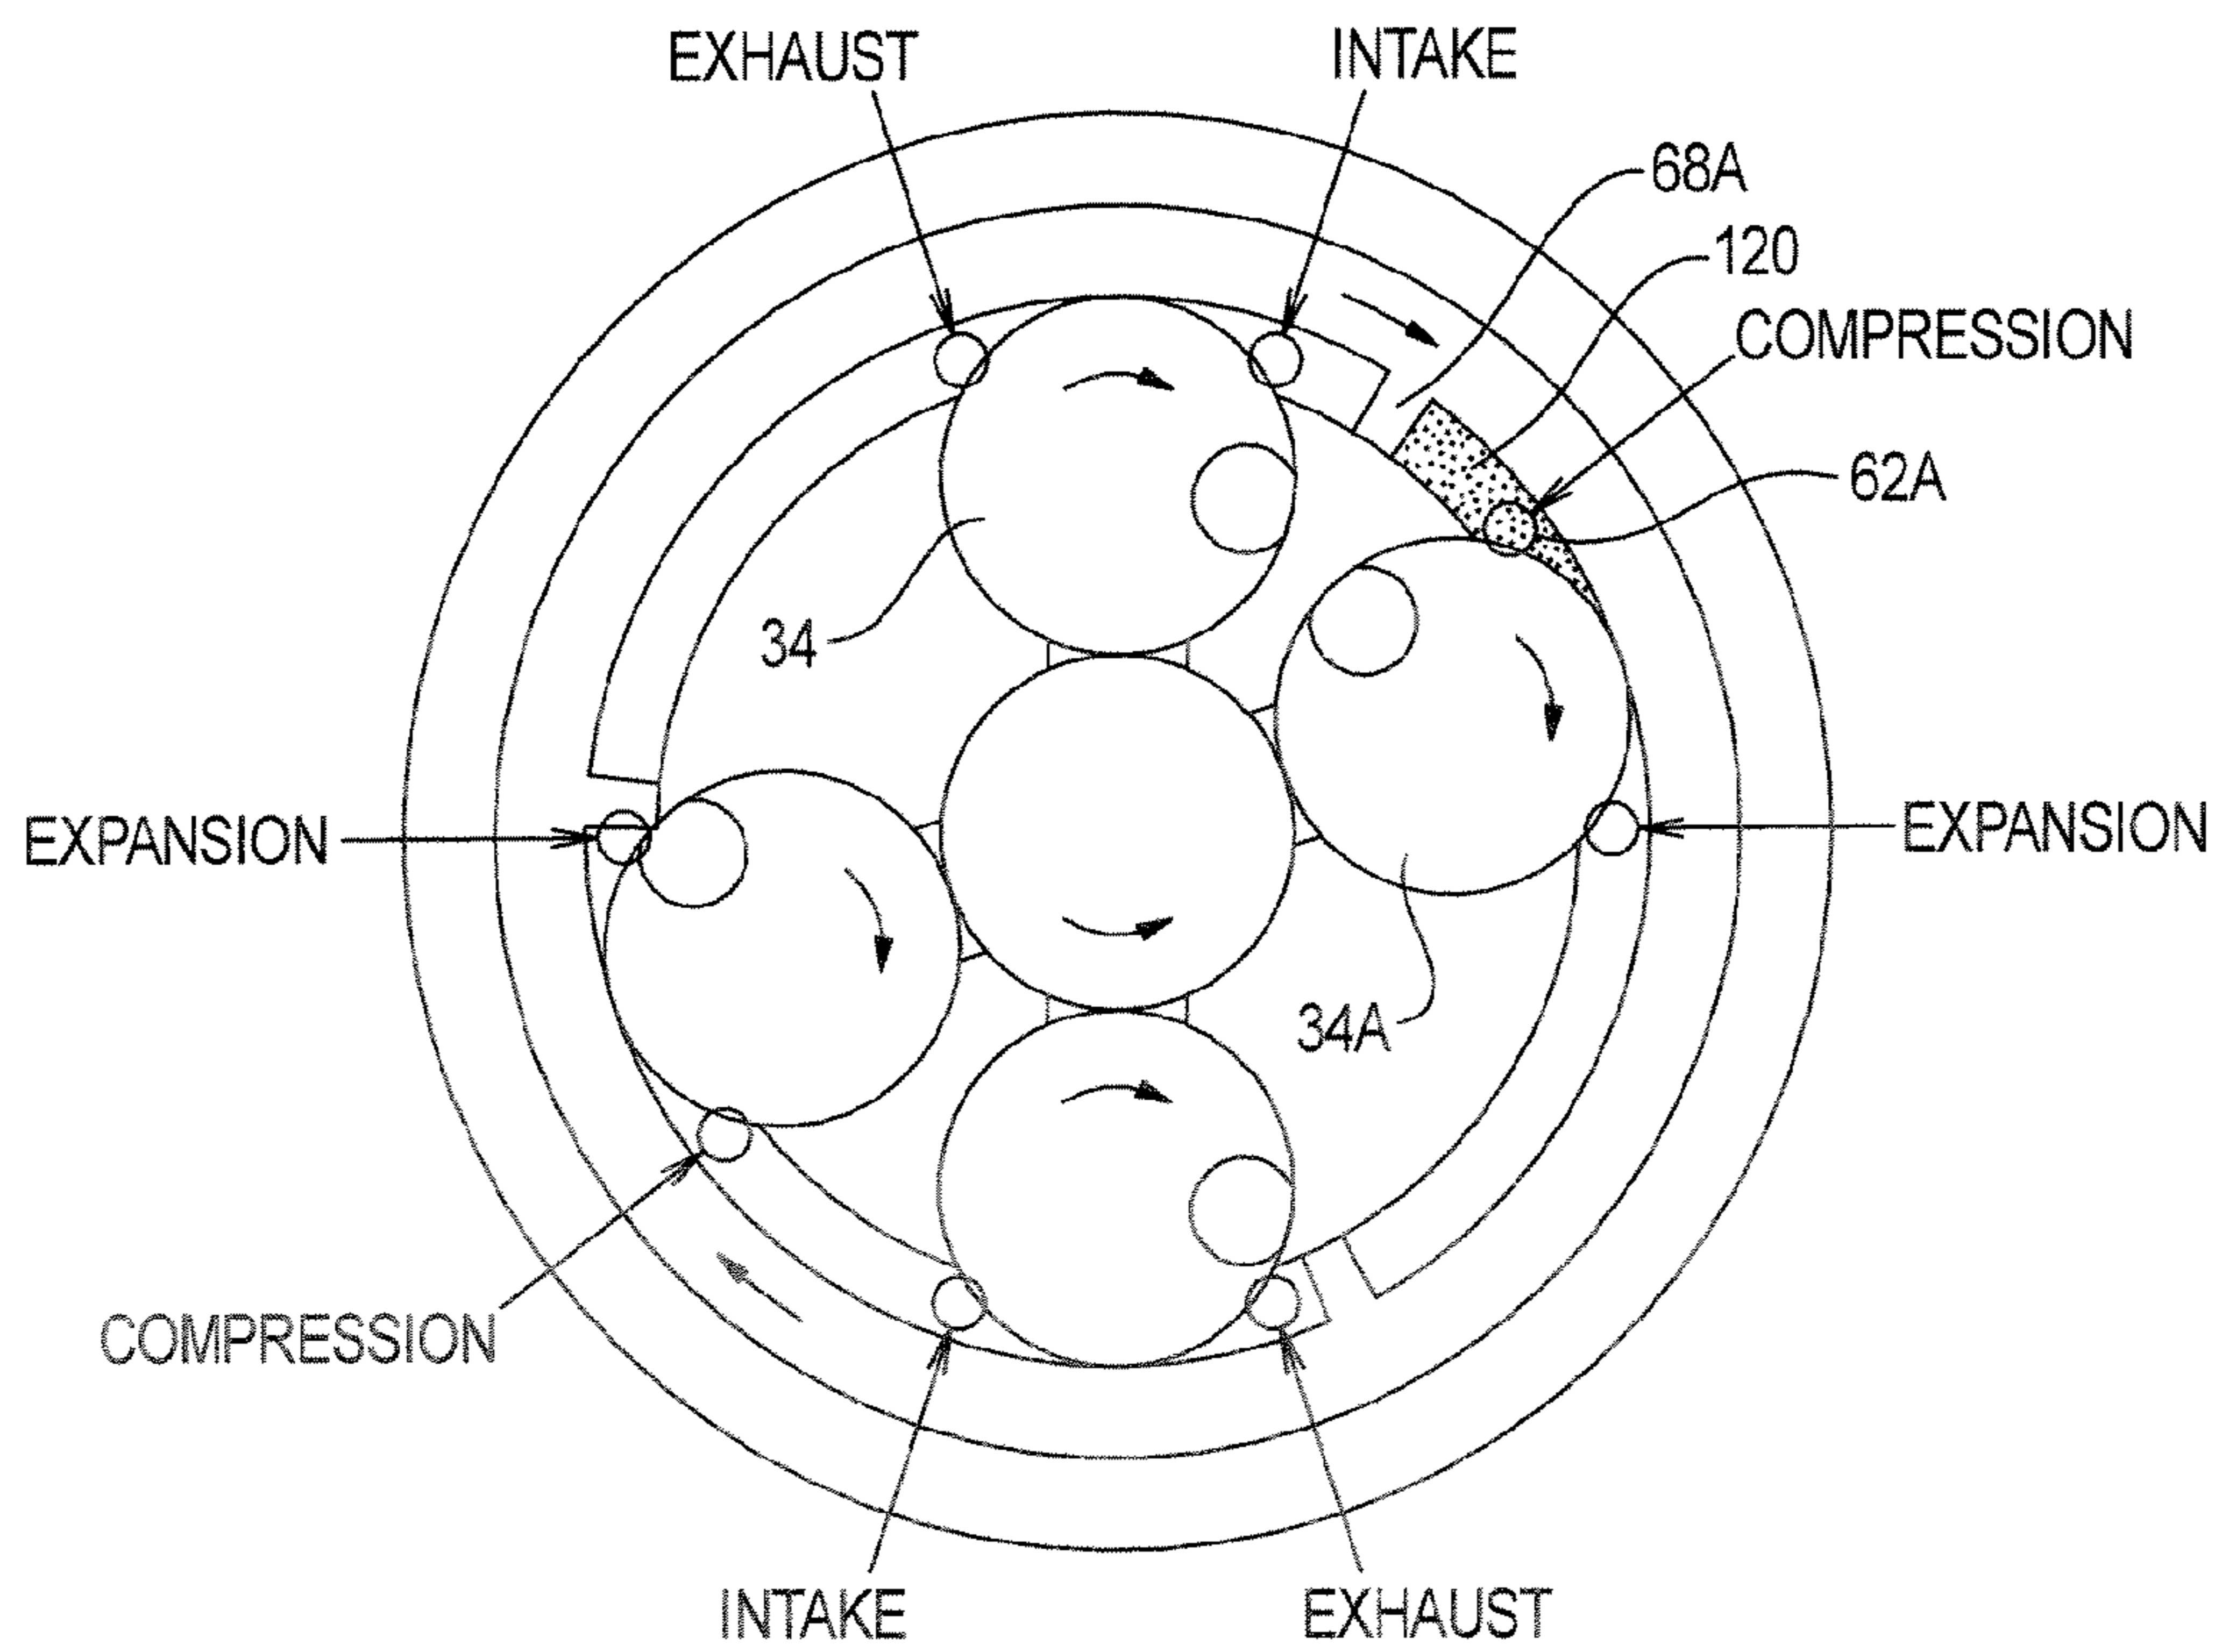 EXHAUST
INTAKE
68A
120
COMPRESSION
62A
34
EXPANSION
EXPANSION
34A
COMPRESSION
INTAKE
EXHAUST